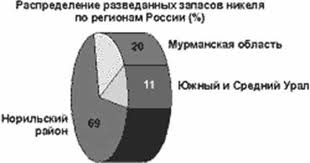 Распределение разведанных запасов никеля
по регионам России (%)
20
Мурманская область
11
Южный и Средний Урал
Норильский
район
69